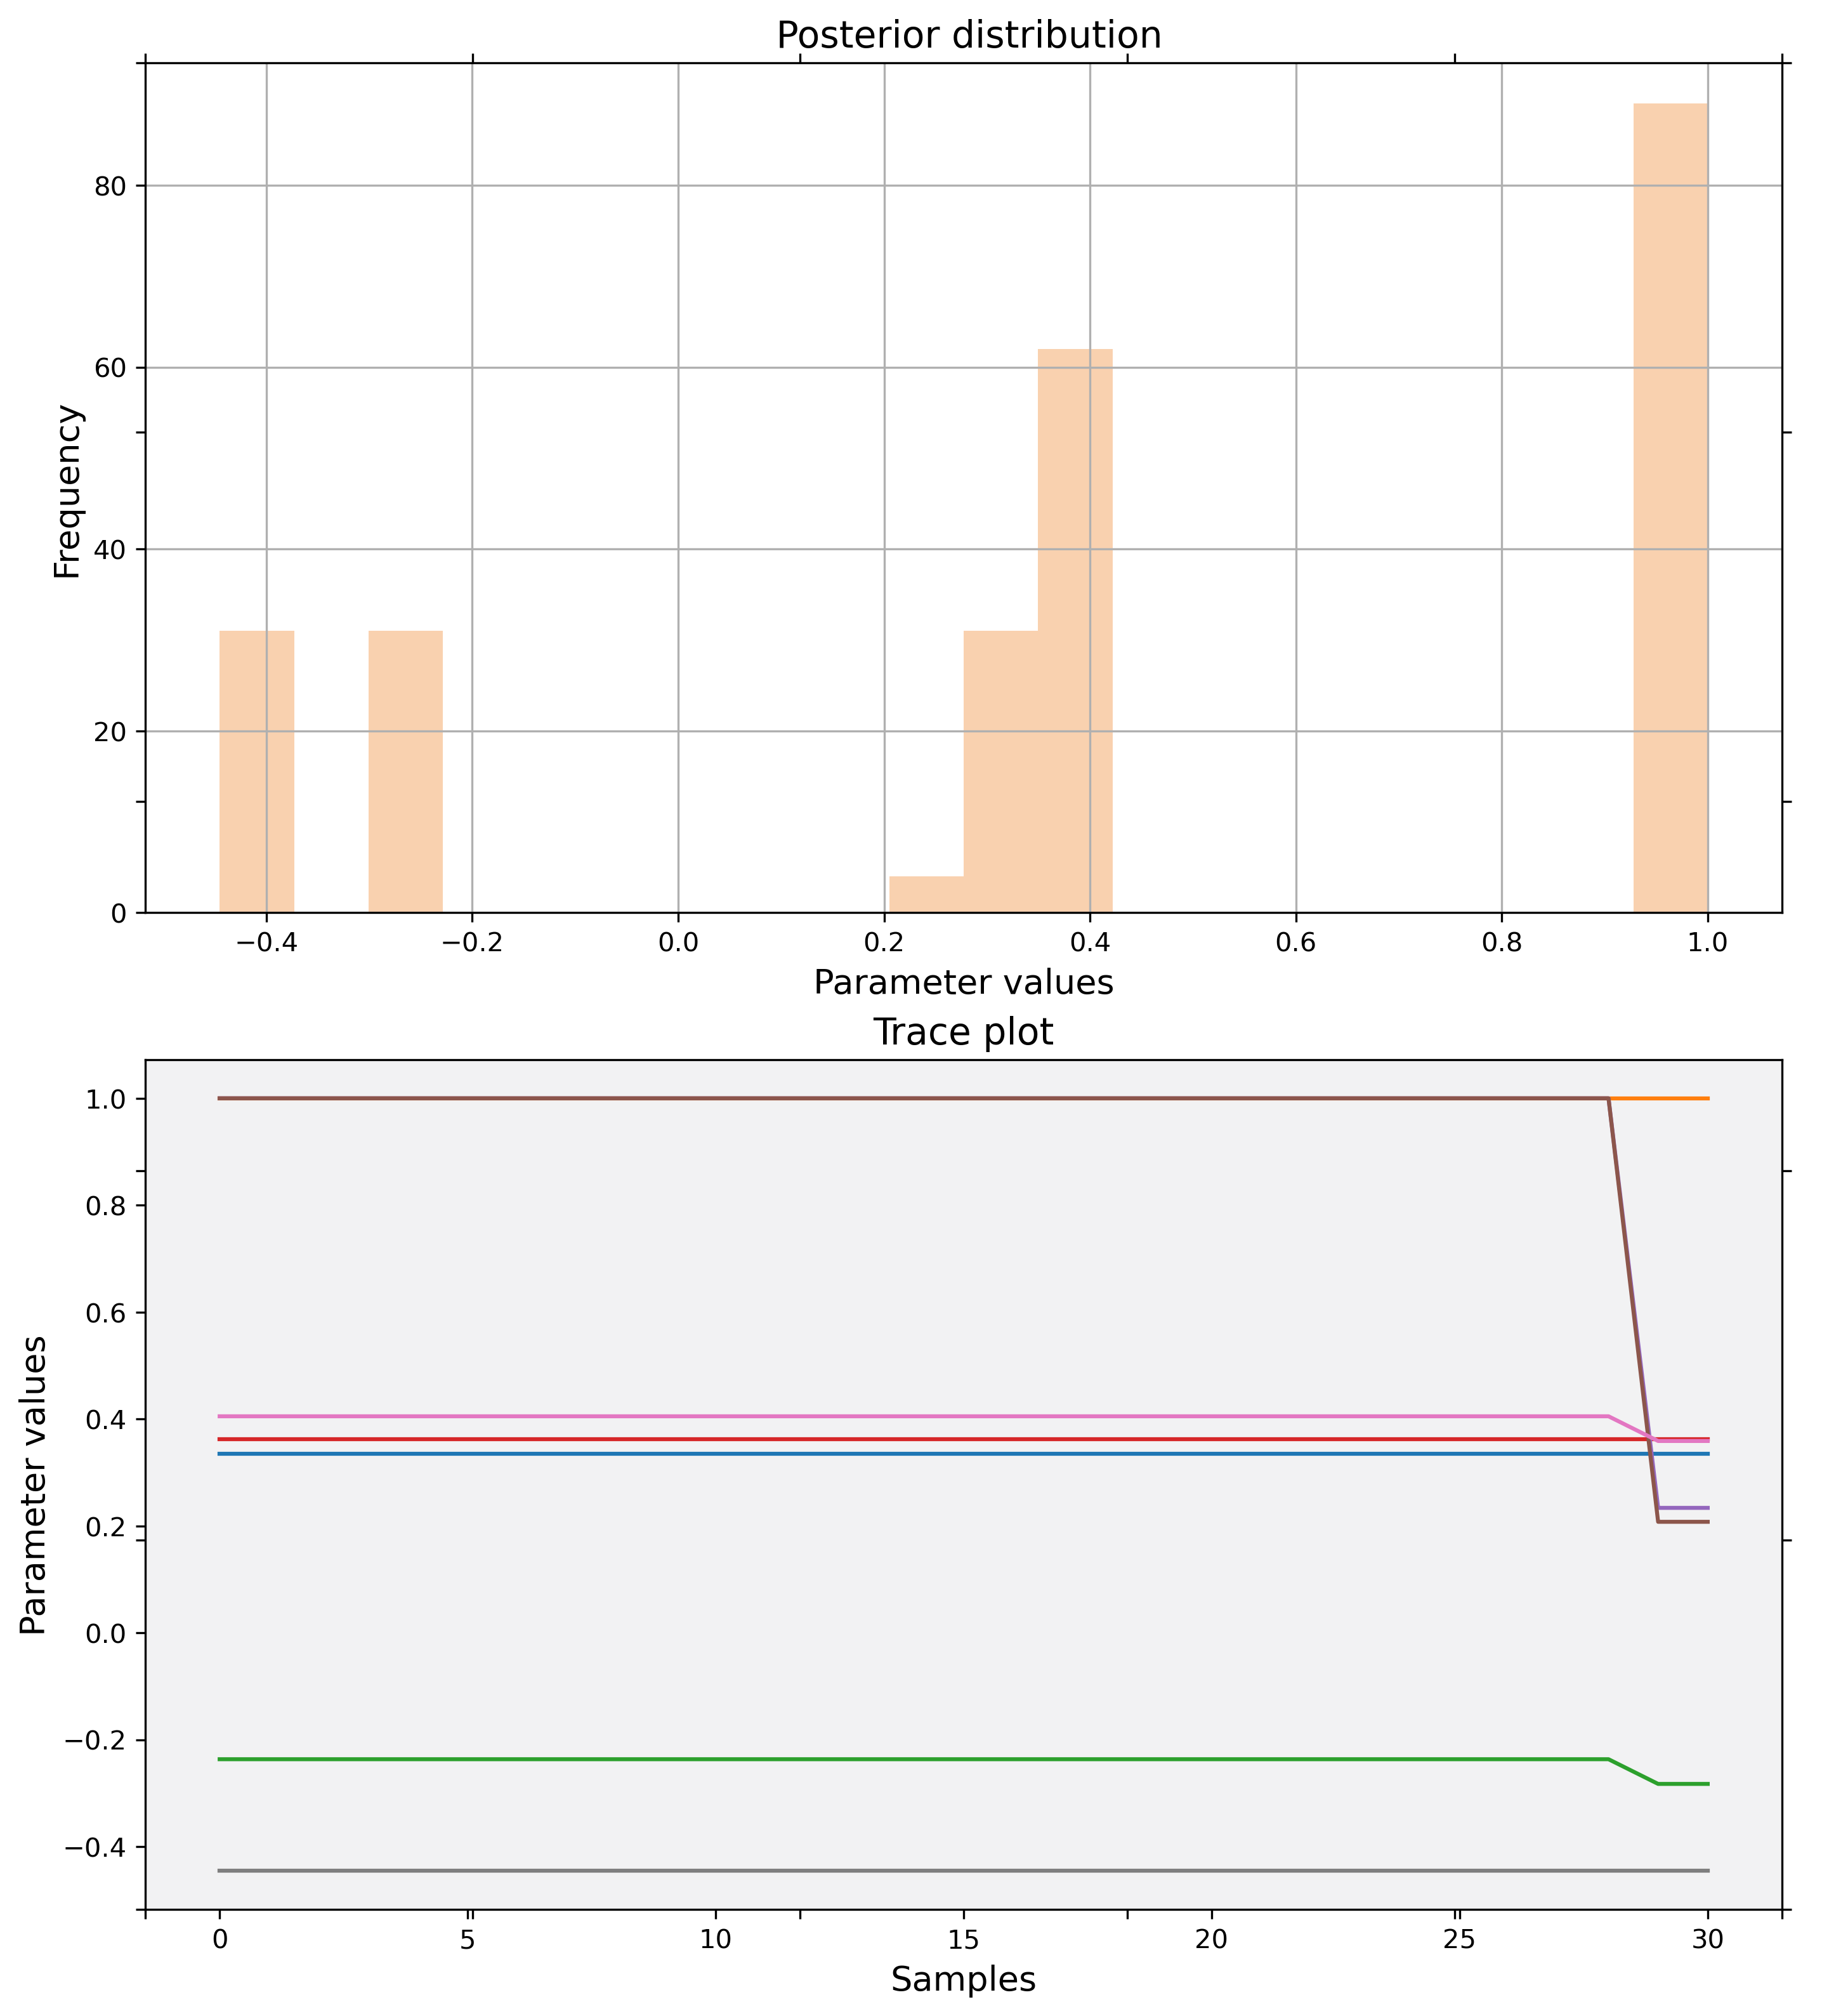 Posterior distribution
80
60
40
20
0
Frequency
−0.4 −0.2 0.0 0.2 0.4 0.6 0.8 1.0
Parameter values
Trace plot
1.0
0.8
0.6
0.4
0.2
0.0
−0.2
−0.4
Parameter values
0 5 10 15 20 25 30
Samples